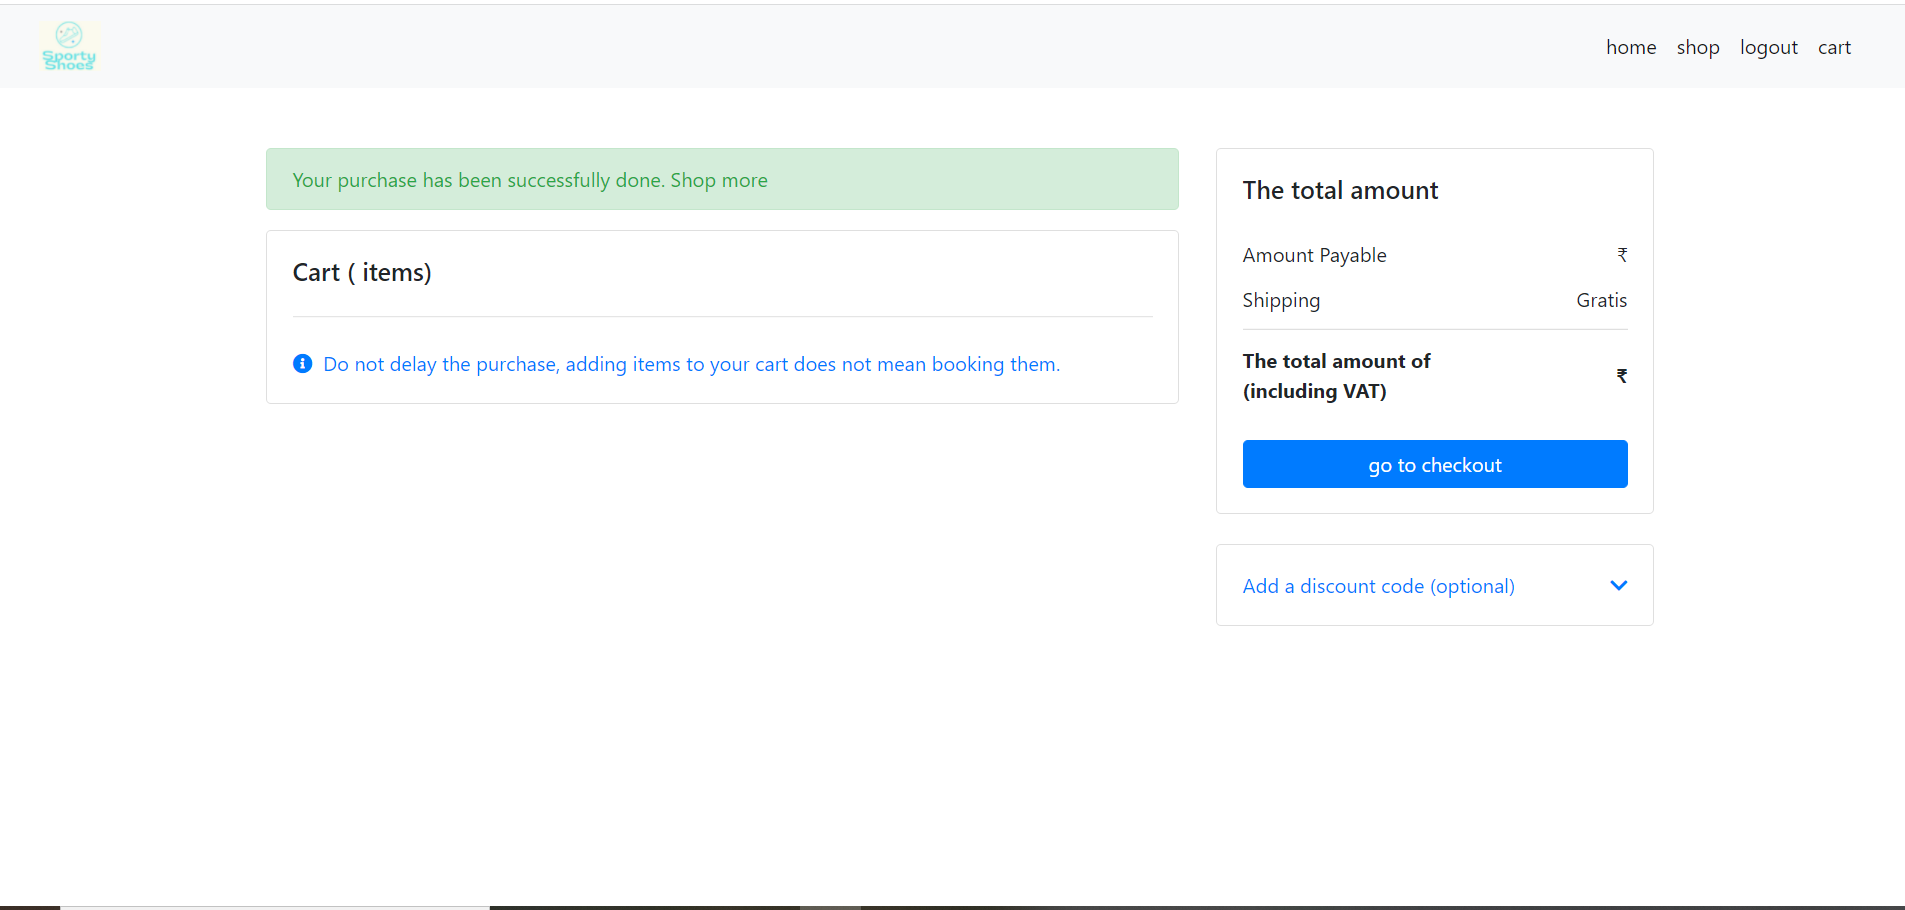 Sporty
Shoes
home shop logout cart
Your purchase has been successfully done. Shop more
Cart ( items)
Do not delay the purchase, adding items to your cart does not mean booking them.
The total amount
Amount Payable ₹
Shipping Gratis
The total amount of
(including VAT) ₹
go to checkout
Add a discount code (optional)